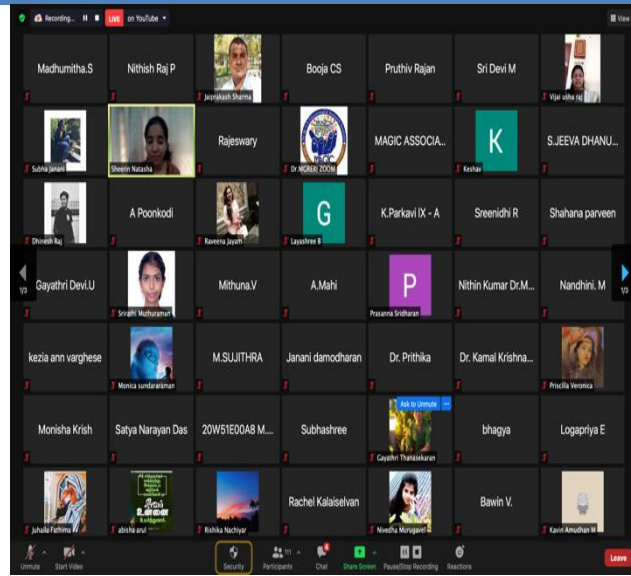 Recording...
LIVE on YouTube
View
Madhumitha.S
Nithish Raj P
Jaiprakash Sharma
Booja CS
Pruthiv Rajan
Sri Devi M
Vijai usha raj
Subha Janani
Sheerin Natasha
Rajeswary
Dr.MGRERI ZOOM
MAGIC ASSOCIA...
K
Keshav
S.JEEVA DHANU...
Dhinesh Raj
A Poonkodi
Raveena Jayam
G
Layashree B
K.Parkavi IX - A
Sreenidhi R
Shahana parveen
1/3
Gayathri Devi.U
Srirathi Muthuraman
Mithuna.V
A.Mahi
P
Prasanna Sridharan
Nithin Kumar Dr.M...
Nandhini. M
1/3
kezia ann varghese
Monica sundararaman
M.SUJITHRA
Janani damodharan
Dr. Prithika
Dr. Kamal Krishna...
Priscilla Veronica
Monisha Krish
Satya Narayan Das
20W51E00A8 M....
Subhashree
Ask to Unmute ...
Gayathri Thanasekaran
bhagya
Logapriya E
Juhaila Fathima
abisha arul
Rishika Nachiyar
Rachel Kalaiselvan
Nivedha Murugavel
Bawin V.
Kavin Amudhan M
Unmute
Start Video
Security
111
Participants
Chat
Share Screen
Pause/Stop Recording
Reactions
Leave